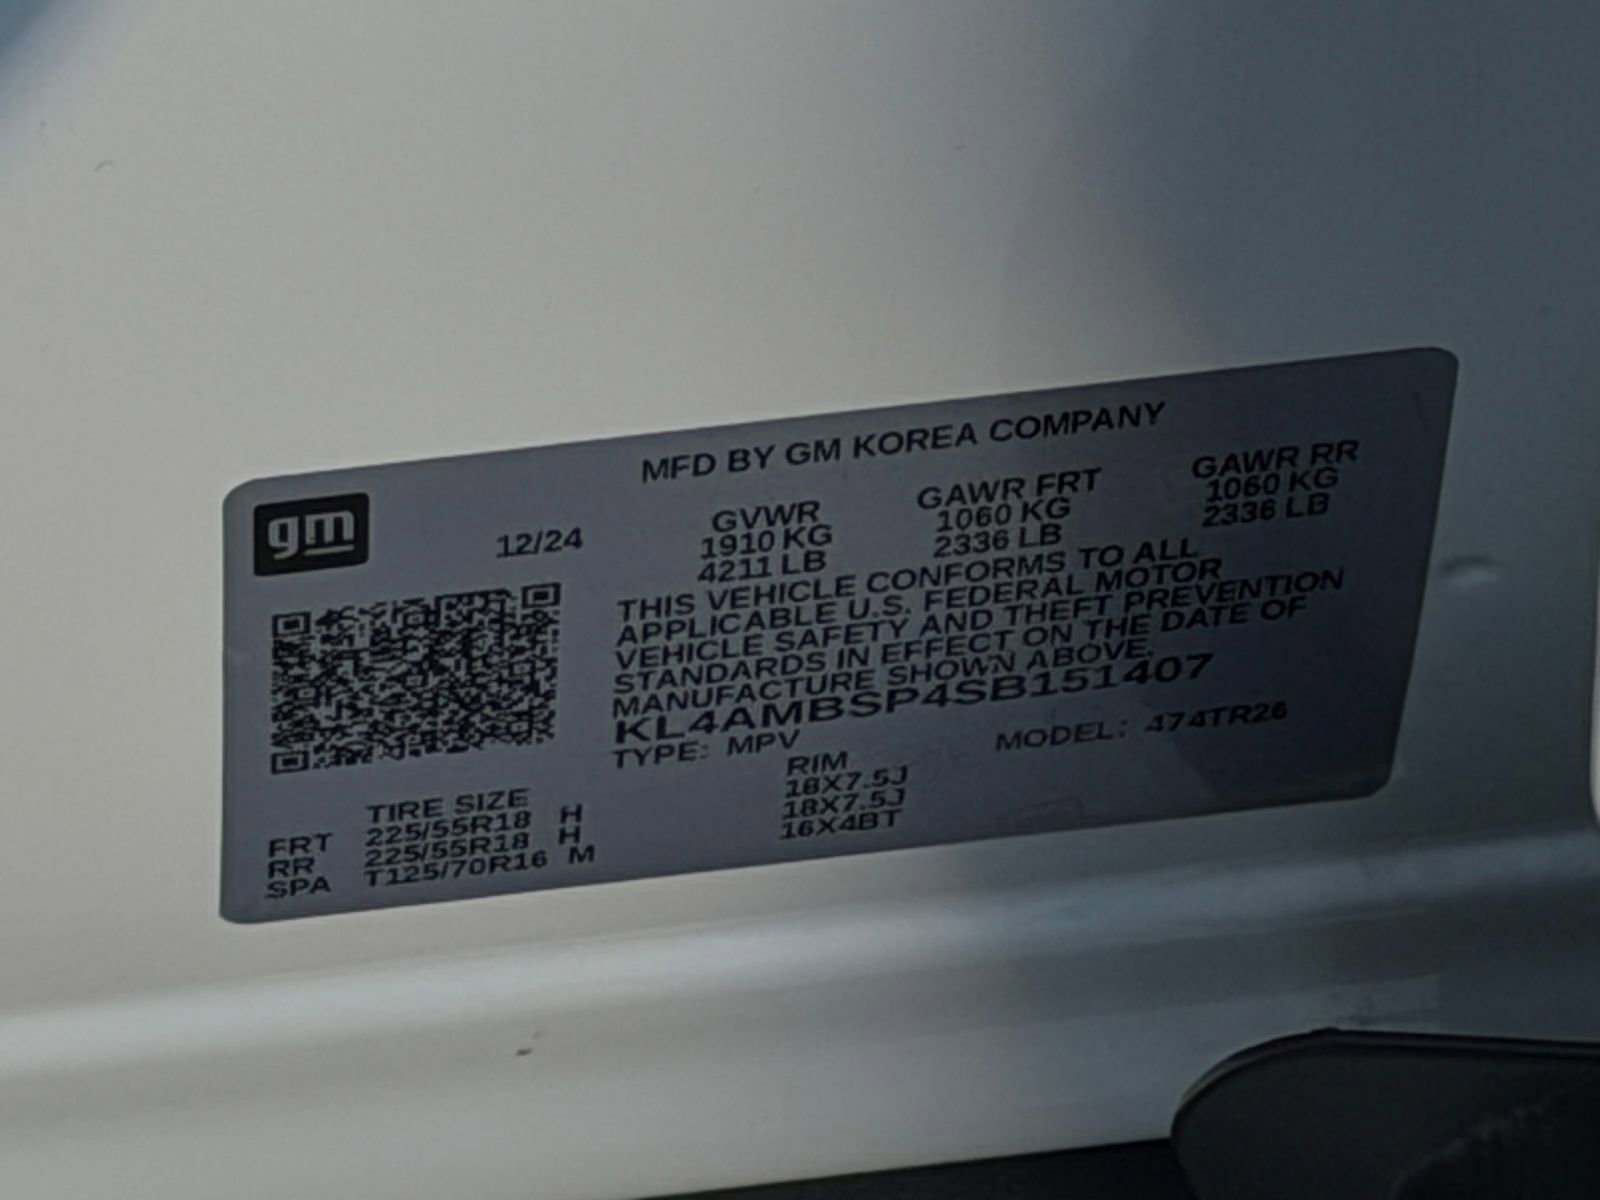 MFD BY GM KOREA COMPANY
gm
12/24
GVWR GAWR FRT GAWR RR
1910 KG 1060 KG 1060 KG
4211 LB 2336 LB 2336 LB
THIS VEHICLE CONFORMS TO ALL
APPLICABLE U.S. FEDERAL MOTOR
VEHICLE SAFETY AND THEFT PREVENTION
STANDARDS IN EFFECT ON THE DATE OF
MANUFACTURE SHOWN ABOVE.
KL4AMBSP4SB151407
TYPE: MPV MODEL: 474TR26
TIRE SIZE RIM
FRT 225/55R18 H 18X7.5J
RR 225/55R18 H 18X7.5J
SPA T125/70R16 M 16X4BT